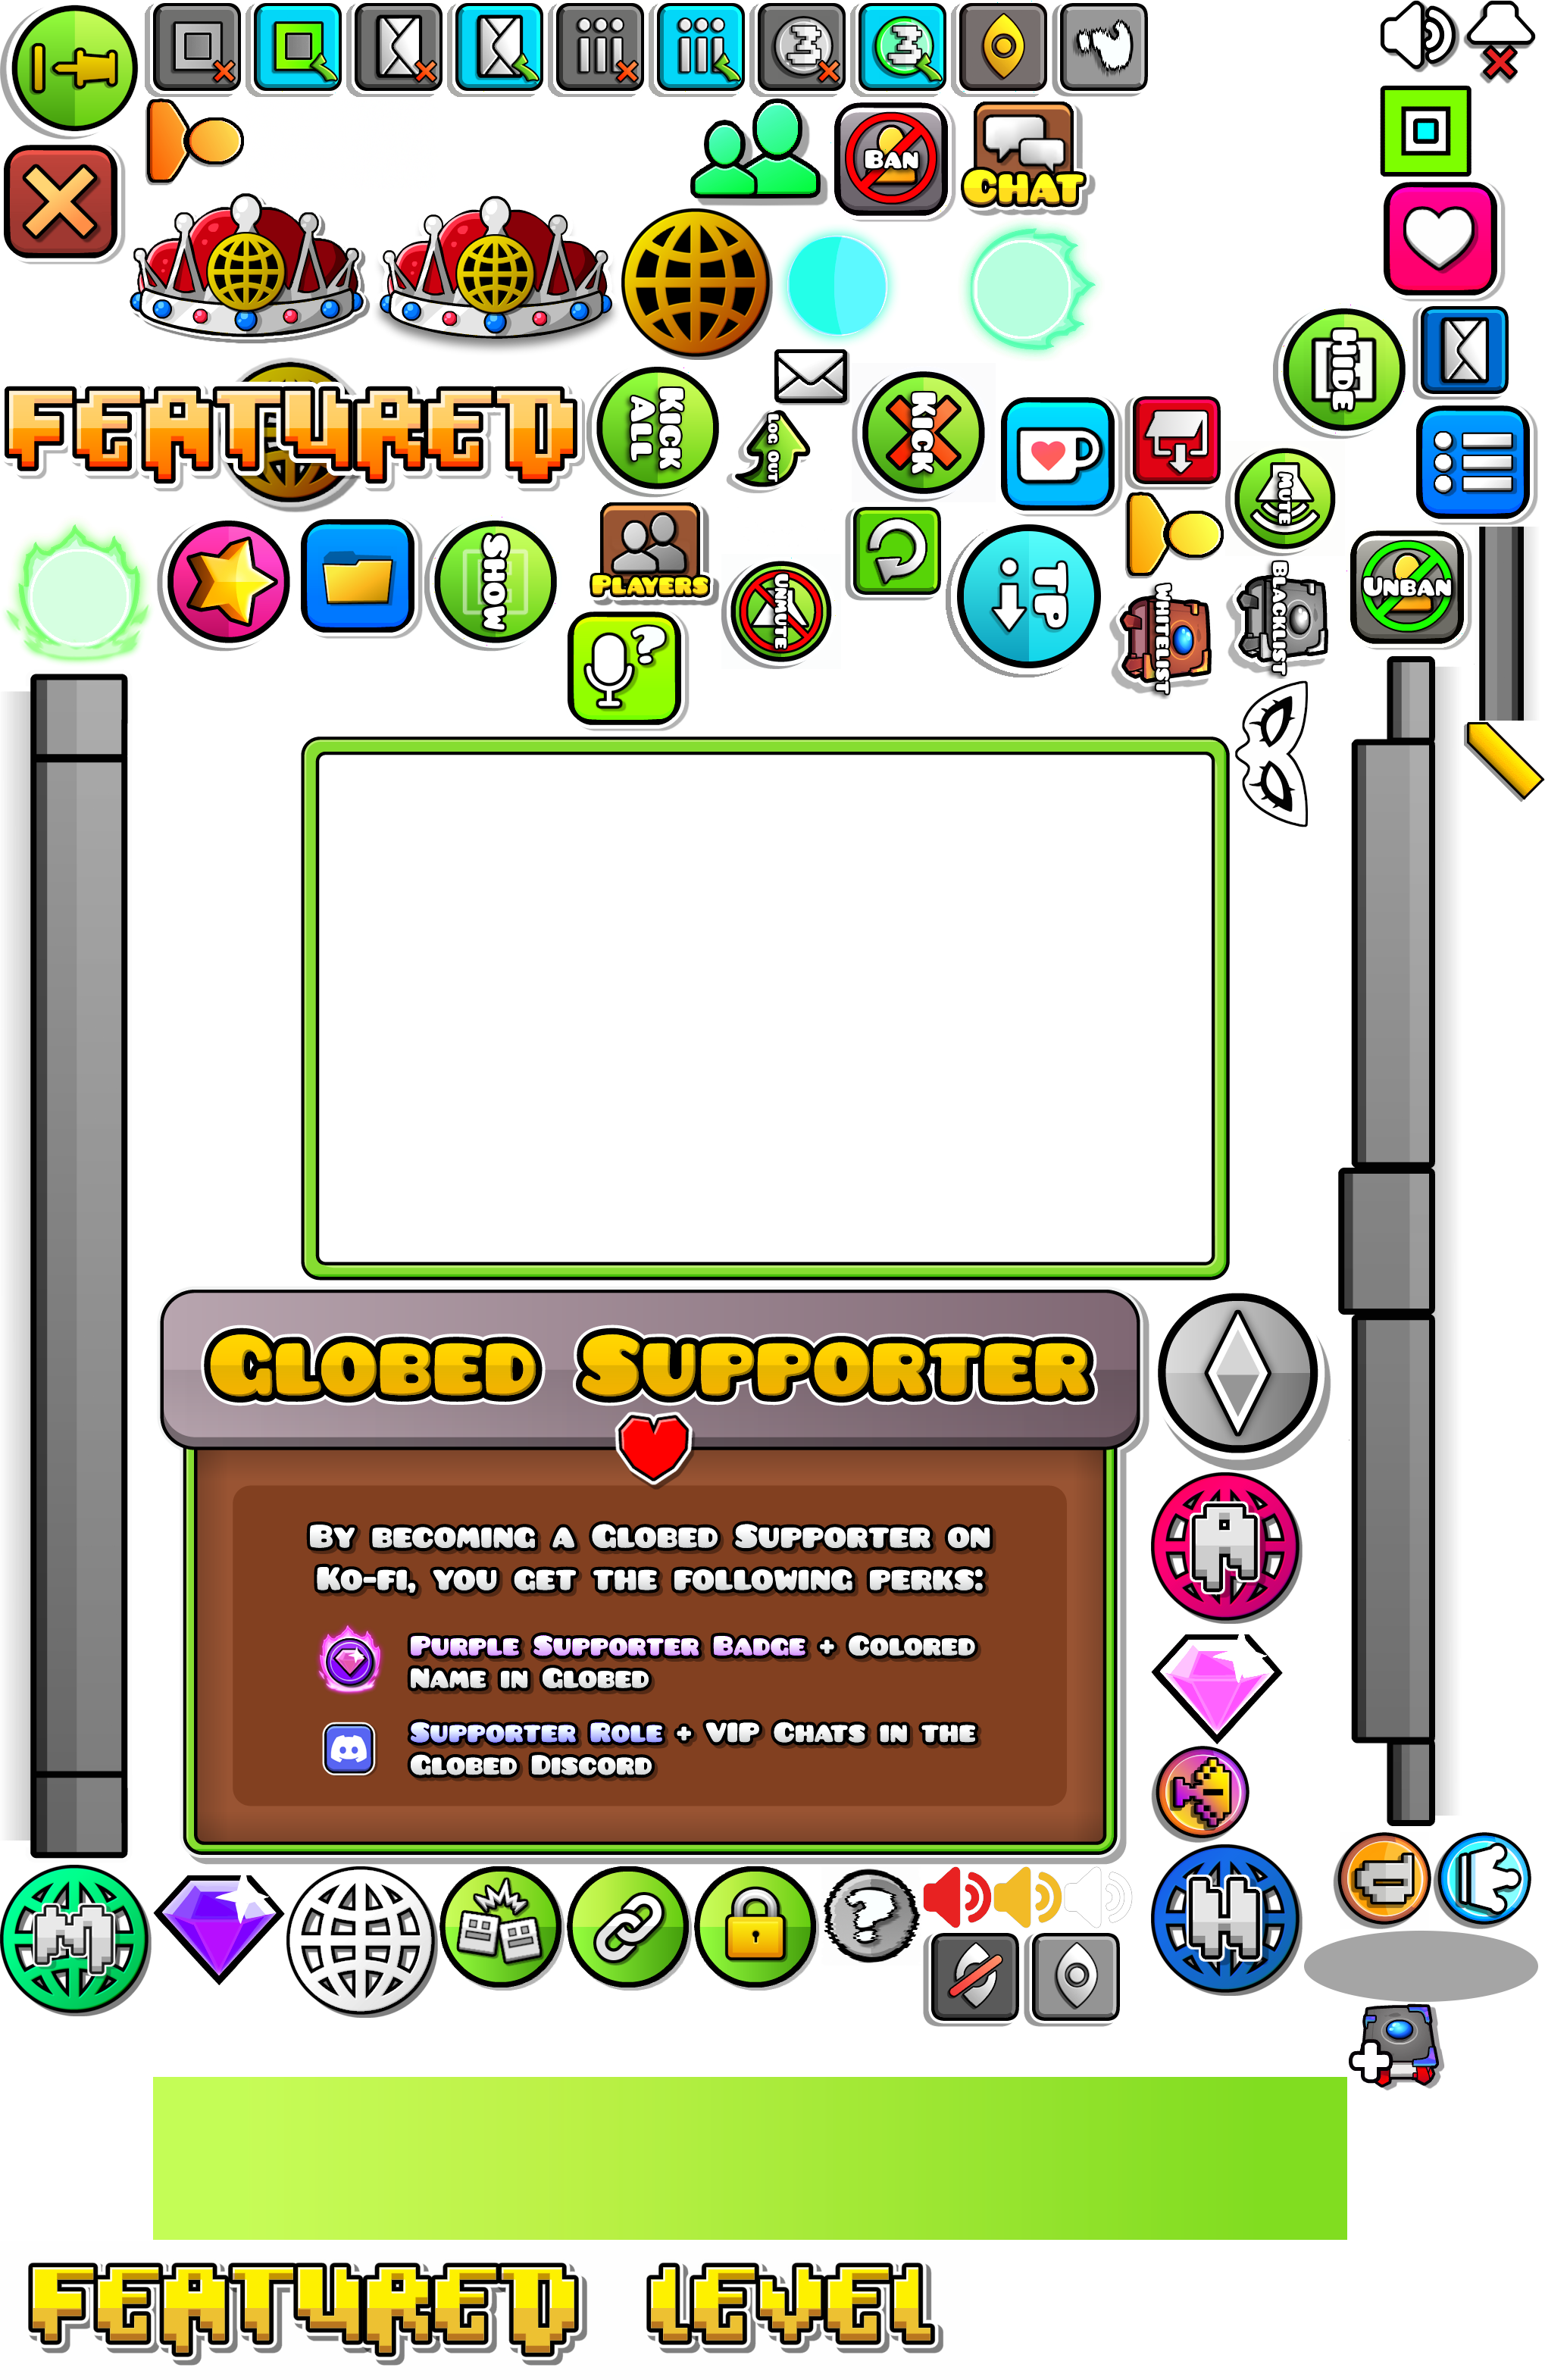 BAN
CHAT
HIDE
FEATURED
KICK
ALL
LOG OUT
KICK
MUTE
SHOW
PLAYERS
UNMUTE
TP
WHITELIST
BLACKLIST
UNBAN
?
GLOBED SUPPORTER
BY BECOMING A GLOBED SUPPORTER ON
KO-FI, YOU GET THE FOLLOWING PERKS:
PURPLE SUPPORTER BADGE + COLORED
NAME IN GLOBED
SUPPORTER ROLE + VIP CHATS IN THE
GLOBED DISCORD
A
M
?
FEATURED LEVEL